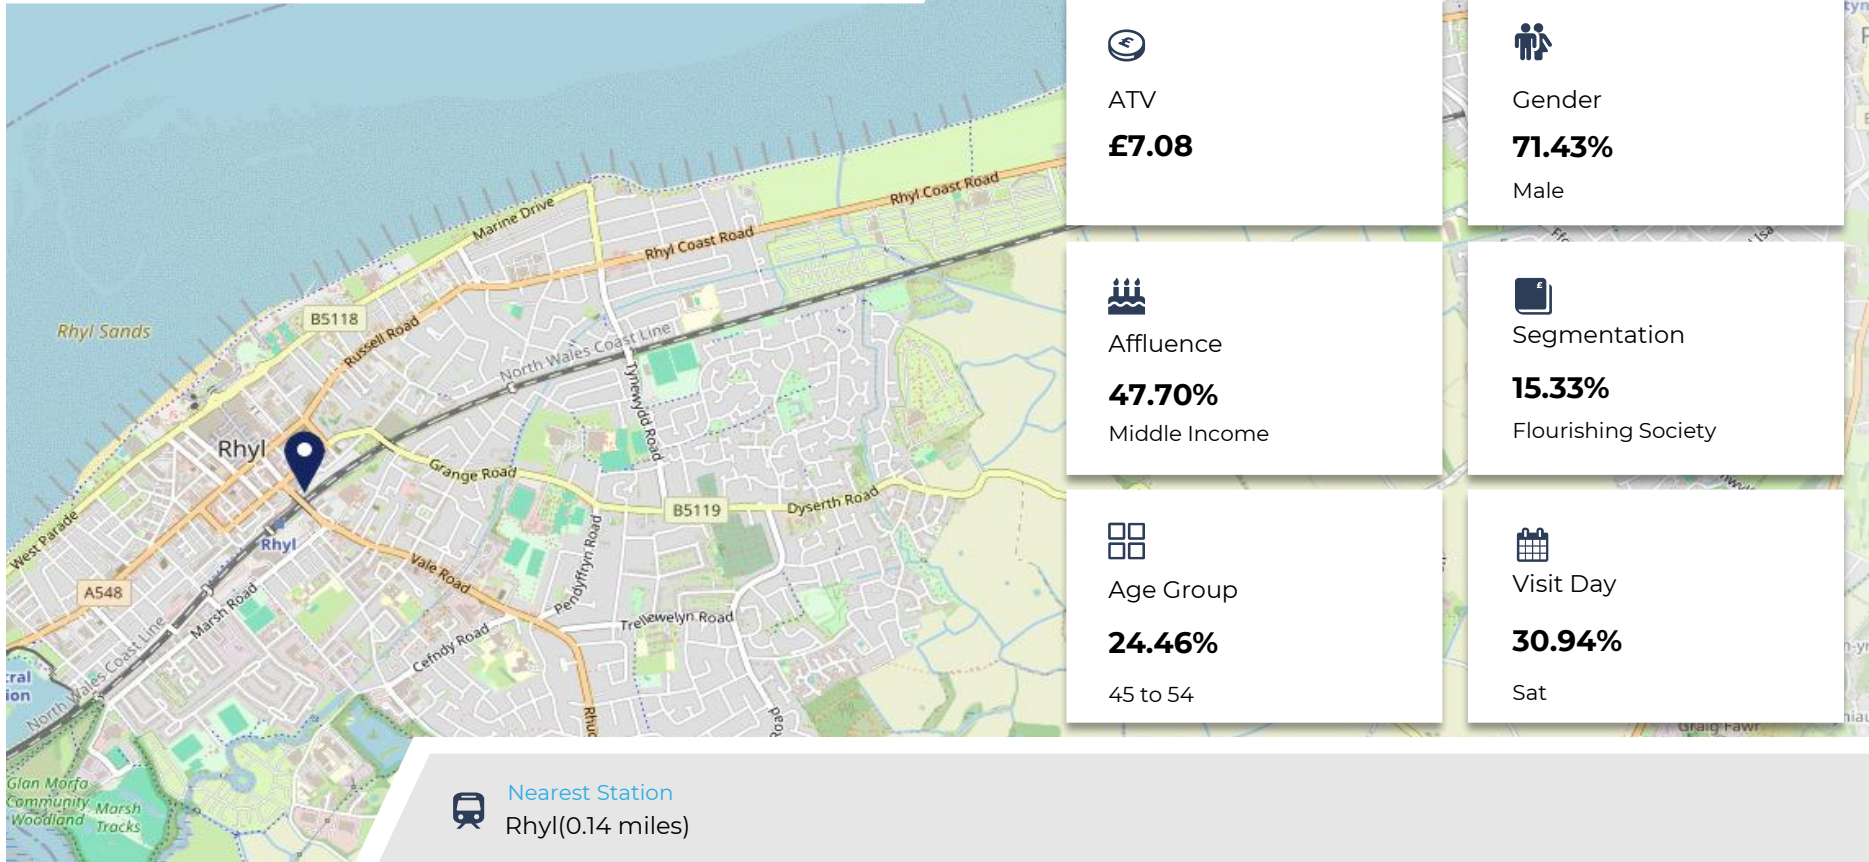 ATV
£7.08
Gender
71.43%
Male
Affluence
47.70%
Middle Income
Segmentation
15.33%
Flourishing Society
Age Group
24.46%
45 to 54
Visit Day
30.94%
Sat
Rhyl Sands
Marine Drive
Rhyl Coast Road
Rhyl Coast Road
B5118
Russell Road
North Wales Coast Line
Tynewydd Road
Rhyl
Grange Road
B5119
Dyserth Road
West Parade
Rhyl
Vale Road
Pendyffryn Road
A548
Marsh Road
Trellewelyn Road
Cefndy Road
North Wales Coast Line
Road
Glan Morfa
Community
Woodland
Marsh
Tracks
Graig Fawr
Nearest Station
Rhyl(0.14 miles)